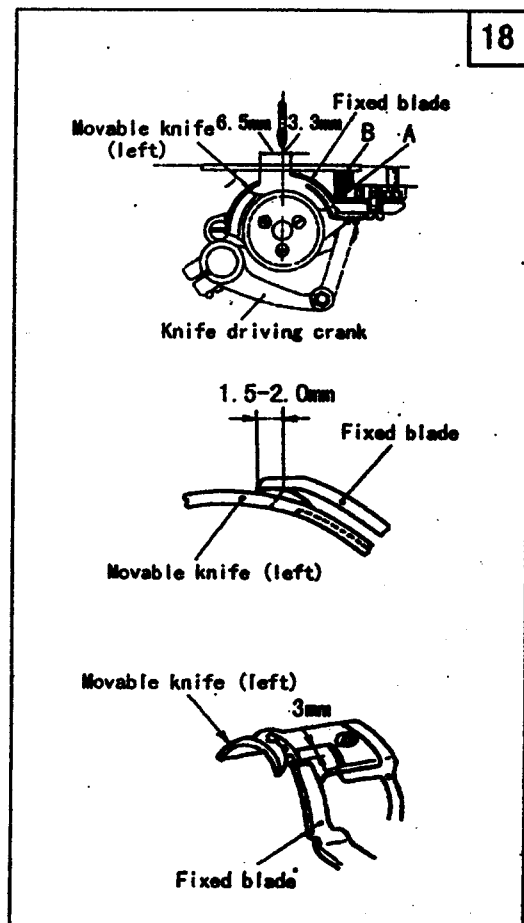 18
Fixed blade
Movable knife 6.5mm 3.3mm B A
(left)
Knife driving crank
1.5-2.0mm
Fixed blade
Movable knife (left)
Movable knife (left)
3mm
Fixed blade